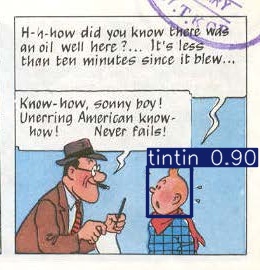 H-h-how did you know there was
an oil well here?... It's less
than ten minutes since it blew...
Know-how, sonny boy!
Unerring American know-
how! Never fails!
tintin 0.90